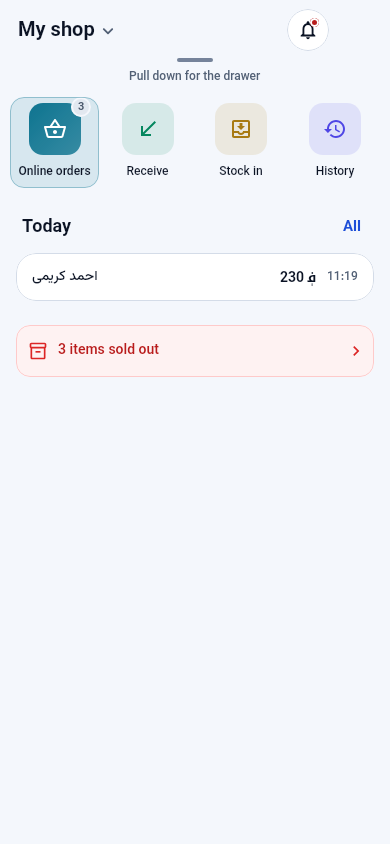 My shop
Pull down for the drawer
3
Online orders
Receive
Stock in
History
Today
All
احمد کریمی
230 ؋
11:19
3 items sold out